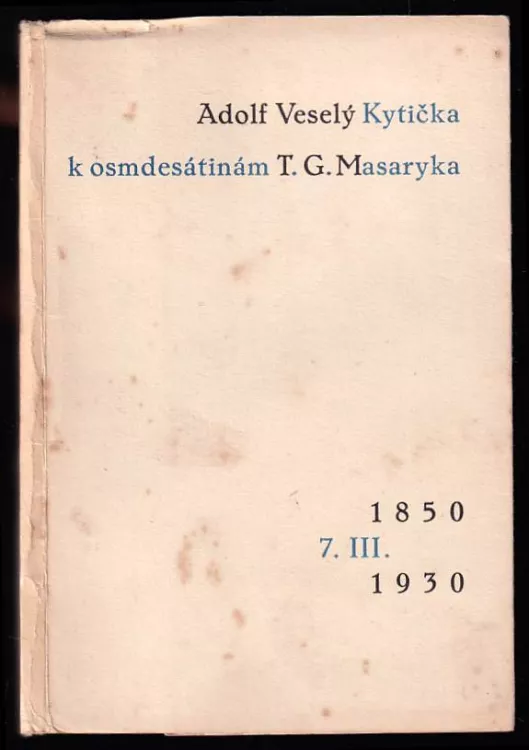 Adolf Veselý Kytička
k osmdesátinám T. G. Masaryka
1850
7. III.
1930